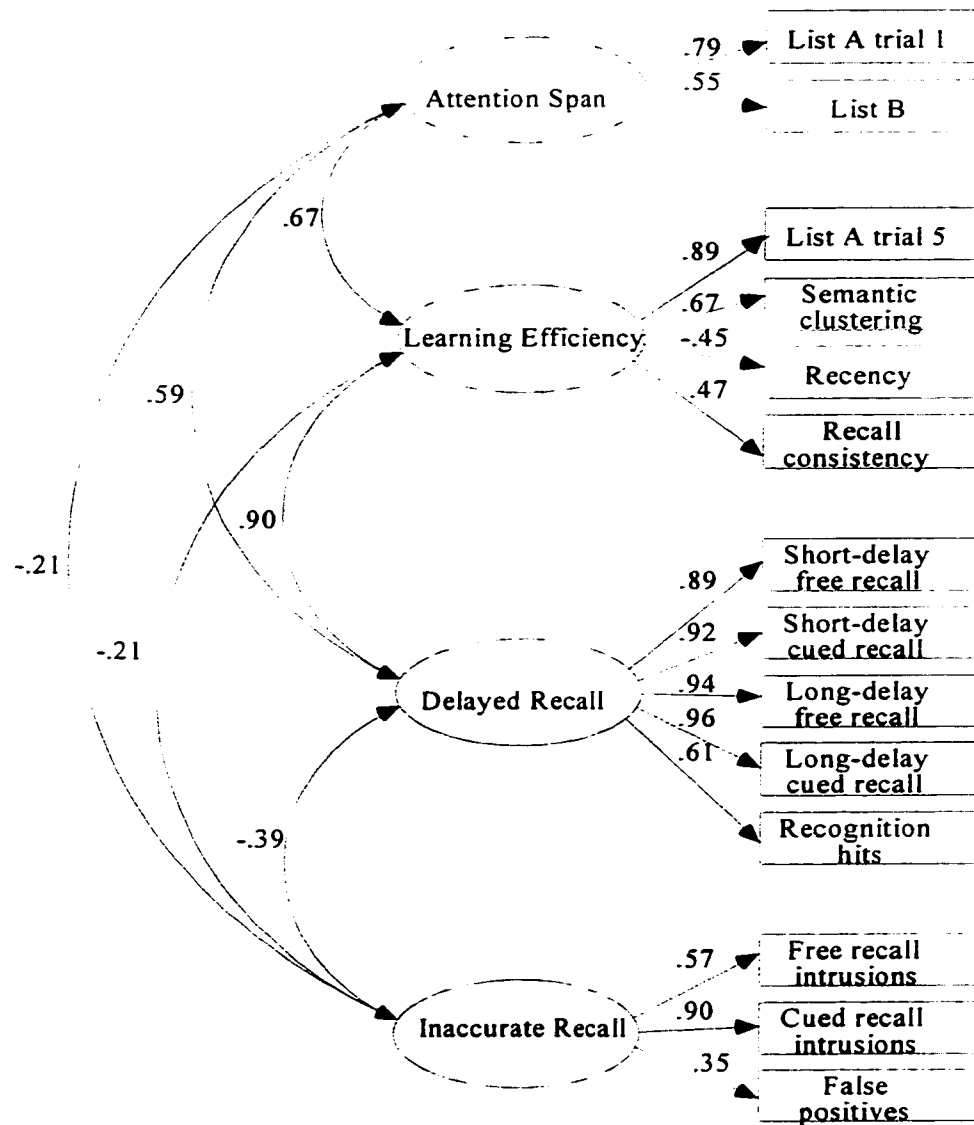 .79
List A trial 1
.55
Attention Span
List B
.67
List A trial 5
.89
.67
Semantic
clustering
Learning Efficiency
-.45
Recency
.59
.47
Recall
consistency
.90
-.21
Short-delay
free recall
.89
-.21
.92
Short-delay
cued recall
Delayed Recall
.94
Long-delay
free recall
.96
.61
Long-delay
cued recall
-.39
Recognition
hits
.57
Free recall
intrusions
.90
Inaccurate Recall
Cued recall
intrusions
.35
False
positives